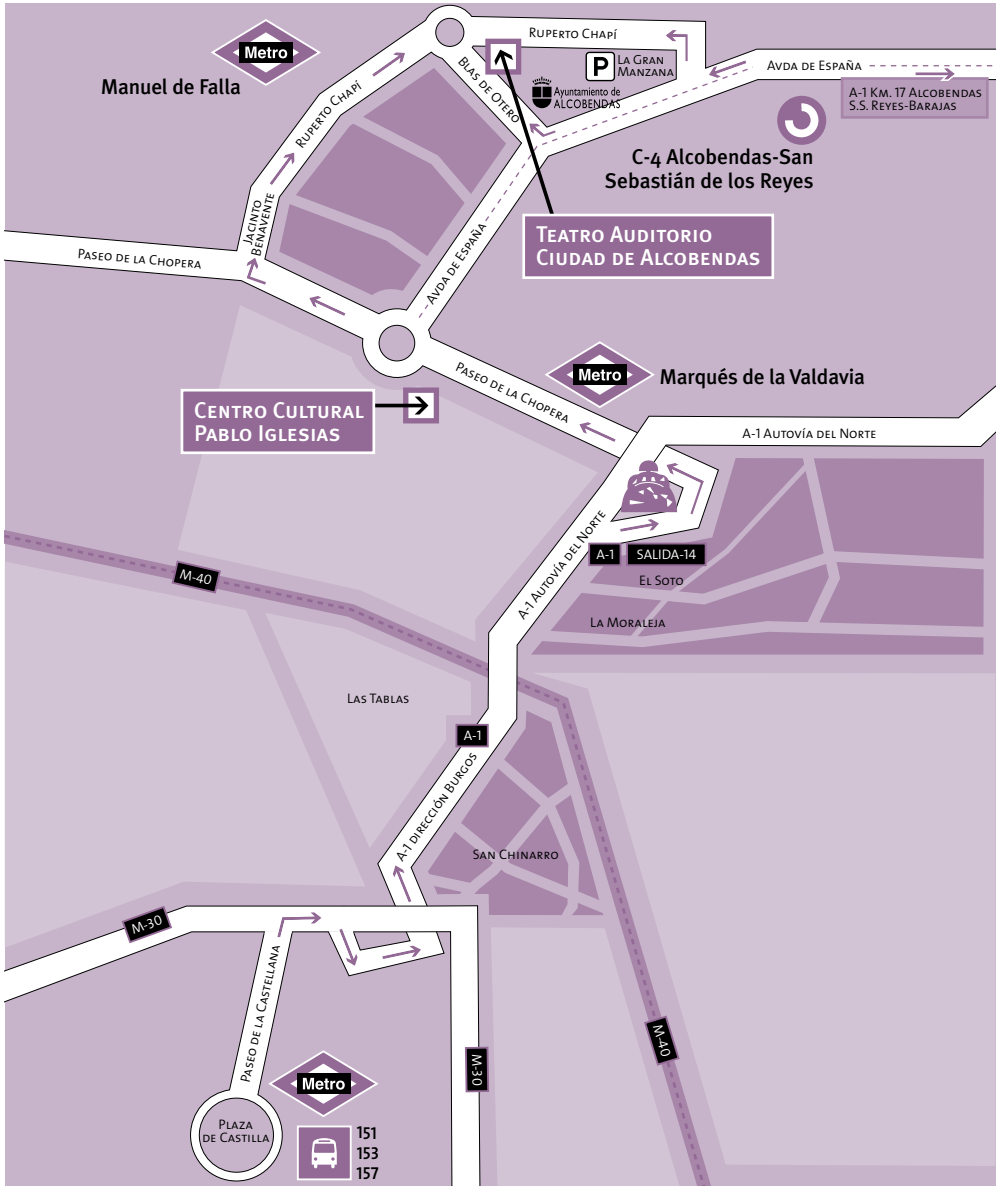 RUPERTO CHAPÍ
Metro
Manuel de Falla
P
LA GRAN
MANZANA
AVDA DE ESPAÑA
A-1 KM. 17 ALCOBENDAS
S.S. REYES-BARAJAS
BLAS DE OTERO
Ayuntamiento de
ALCOBENDAS
RUPERTO CHAPÍ
C-4 Alcobendas-San
Sebastián de los Reyes
JACINTO
BENAVENTE
TEATRO AUDITORIO
CIUDAD DE ALCOBENDAS
PASEO DE LA CHOPERA
AVDA DE ESPAÑA
Metro
Marqués de la Valdavia
PASEO DE LA CHOPERA
CENTRO CULTURAL
PABLO IGLESIAS
A-1 AUTOVÍA DEL NORTE
A-1 AUTOVÍA DEL NORTE
A-1
SALIDA-14
EL SOTO
M-40
LA MORALEJA
LAS TABLAS
A-1
A-1 DIRECCIÓN BURGOS
SAN CHINARRO
M-30
PASEO DE LA CASTELLANA
M-40
M-30
Metro
PLAZA
DE CASTILLA
151
153
157